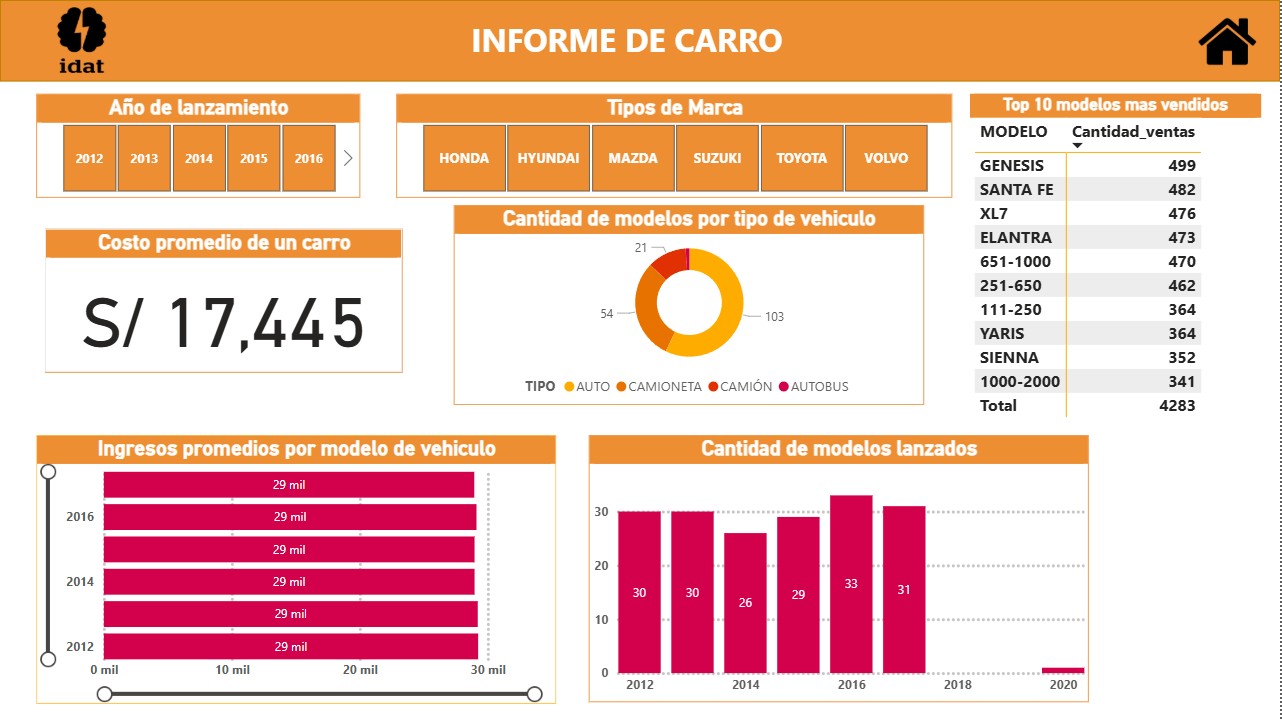 idat
INFORME DE CARRO
Año de lanzamiento
2012 2013 2014 2015 2016
Tipos de Marca
HONDA HYUNDAI MAZDA SUZUKI TOYOTA VOLVO
Top 10 modelos mas vendidos
MODELO Cantidad_ventas
GENESIS 499
SANTA FE 482
XL7 476
ELANTRA 473
651-1000 470
251-650 462
111-250 364
YARIS 364
SIENNA 352
1000-2000 341
Total 4283
Costo promedio de un carro
S/ 17,445
Cantidad de modelos por tipo de vehiculo
21
54
103
TIPO AUTO CAMIONETA CAMIÓN AUTOBUS
Ingresos promedios por modelo de vehiculo
29 mil
2016 29 mil
29 mil
2014 29 mil
29 mil
2012 29 mil
0 mil 10 mil 20 mil 30 mil
Cantidad de modelos lanzados
30
20
10
0
30 30 26 29 33 31
2012 2014 2016 2018 2020